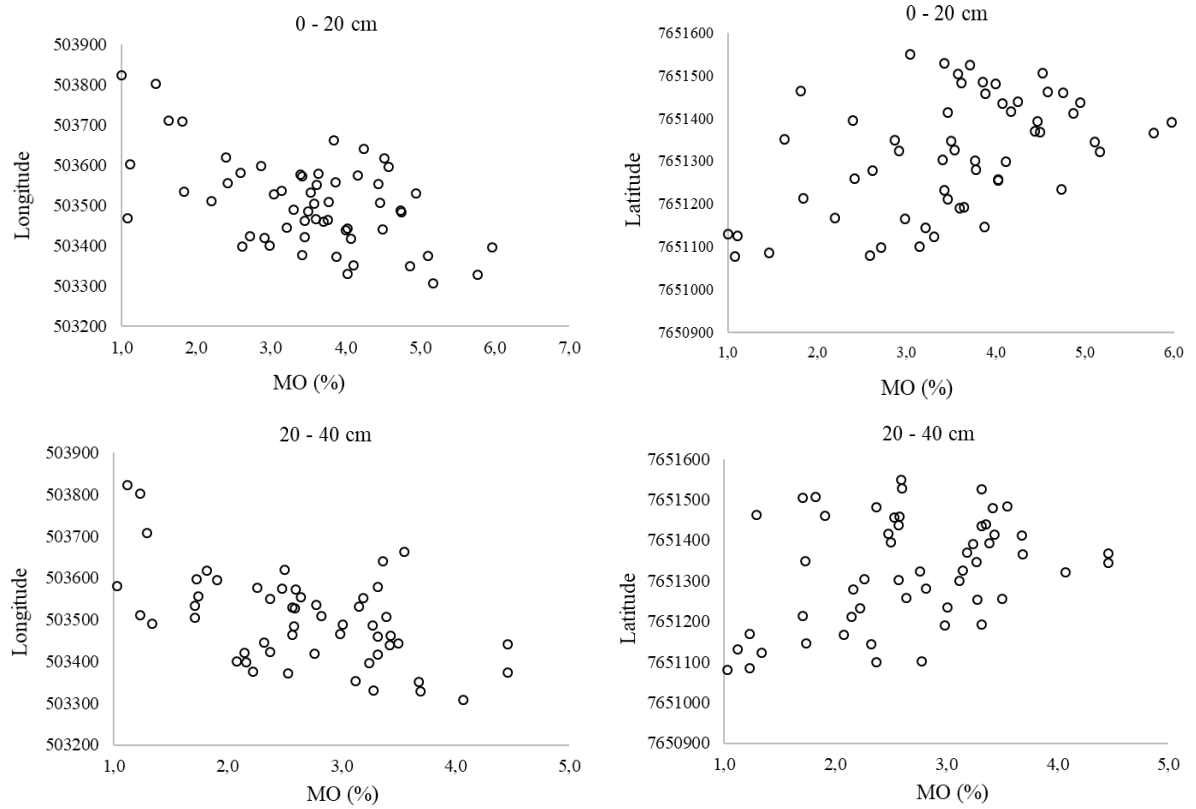 0 - 20 cm
503900
503800
503700
503600
503500
503400
503300
503200
Longitude
1,0 2,0 3,0 4,0 5,0 6,0 7,0
MO (%)
0 - 20 cm
7651600
7651500
7651400
7651300
7651200
7651100
7651000
7650900
Latitude
1,0 2,0 3,0 4,0 5,0 6,0
MO (%)
20 - 40 cm
503900
503800
503700
503600
503500
503400
503300
503200
Longitude
1,0 2,0 3,0 4,0 5,0
MO (%)
20 - 40 cm
7651600
7651500
7651400
7651300
7651200
7651100
7651000
7650900
Latitude
1,0 2,0 3,0 4,0 5,0
MO (%)